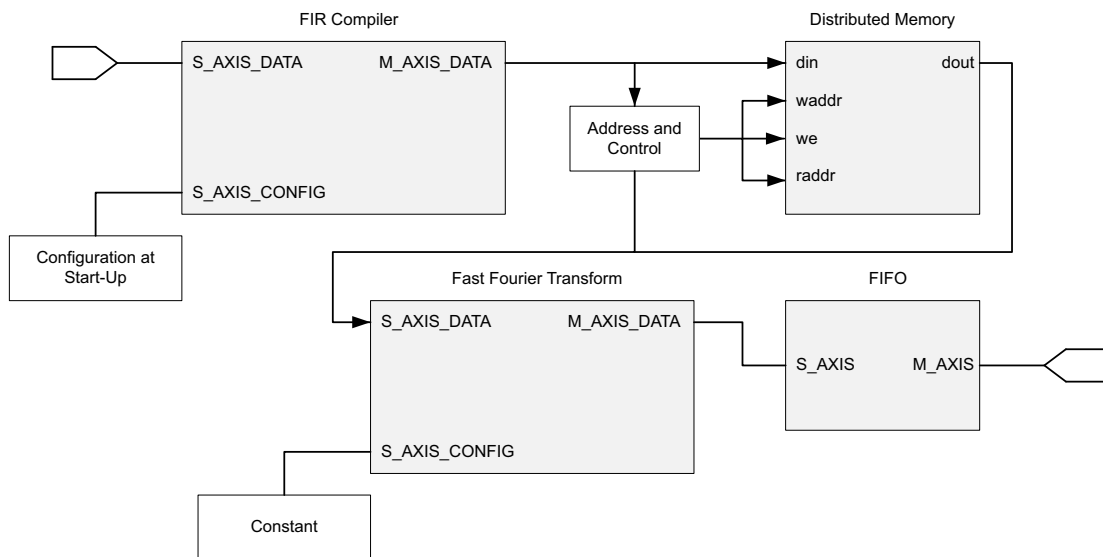 FIR Compiler
Distributed Memory
S_AXIS_DATA
M_AXIS_DATA
din
dout
waddr
Address and
Control
we
raddr
S_AXIS_CONFIG
Configuration at
Start-Up
Fast Fourier Transform
FIFO
S_AXIS_DATA
M_AXIS_DATA
S_AXIS
M_AXIS
S_AXIS_CONFIG
Constant